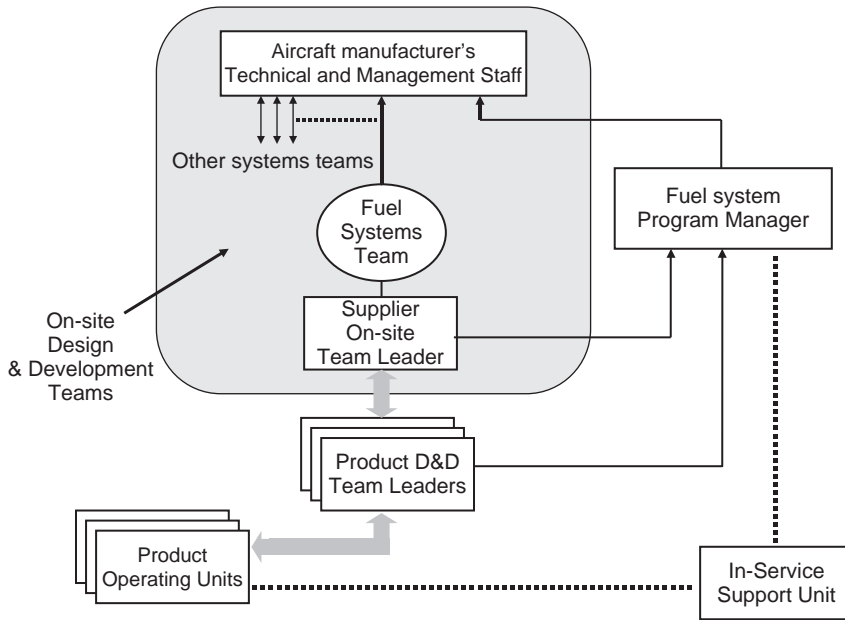 Aircraft manufacturer's
Technical and Management Staff
Other systems teams
Fuel
Systems
Team
Fuel system
Program Manager
Supplier
On-site
Team Leader
On-site
Design
& Development
Teams
Product D&D
Team Leaders
Product
Operating Units
In-Service
Support Unit